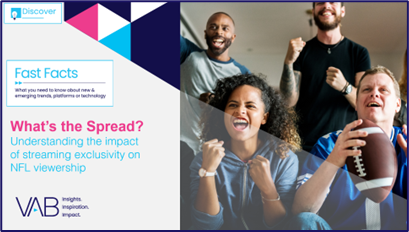 Discover
Fast Facts
What you need to know about new &
emerging trends, platforms or technology
What's the Spread?
Understanding the impact
of streaming exclusivity on
NFL viewership
VAB
Insights.
Inspiration.
Impact.